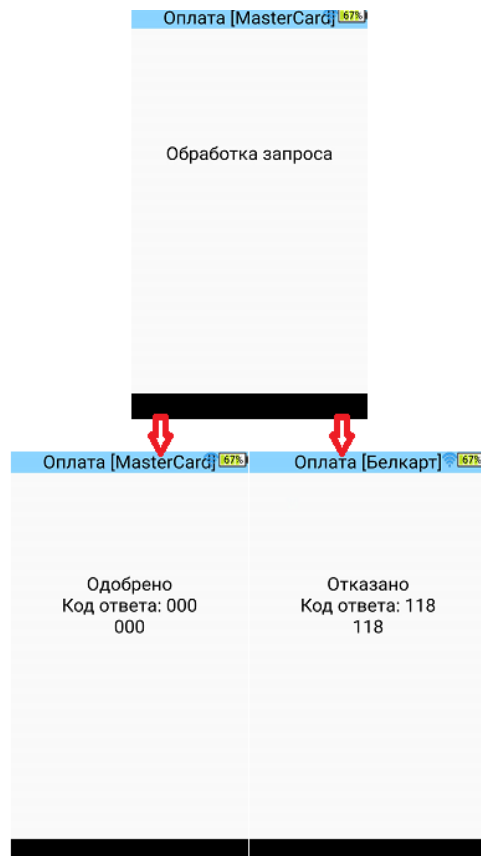 Оплата [MasterCard] 67%
Обработка запроса
Оплата [MasterCard] 67%
Одобрено
Код ответа: 000
000
Оплата [Белкарт] 67%
Отказано
Код ответа: 118
118